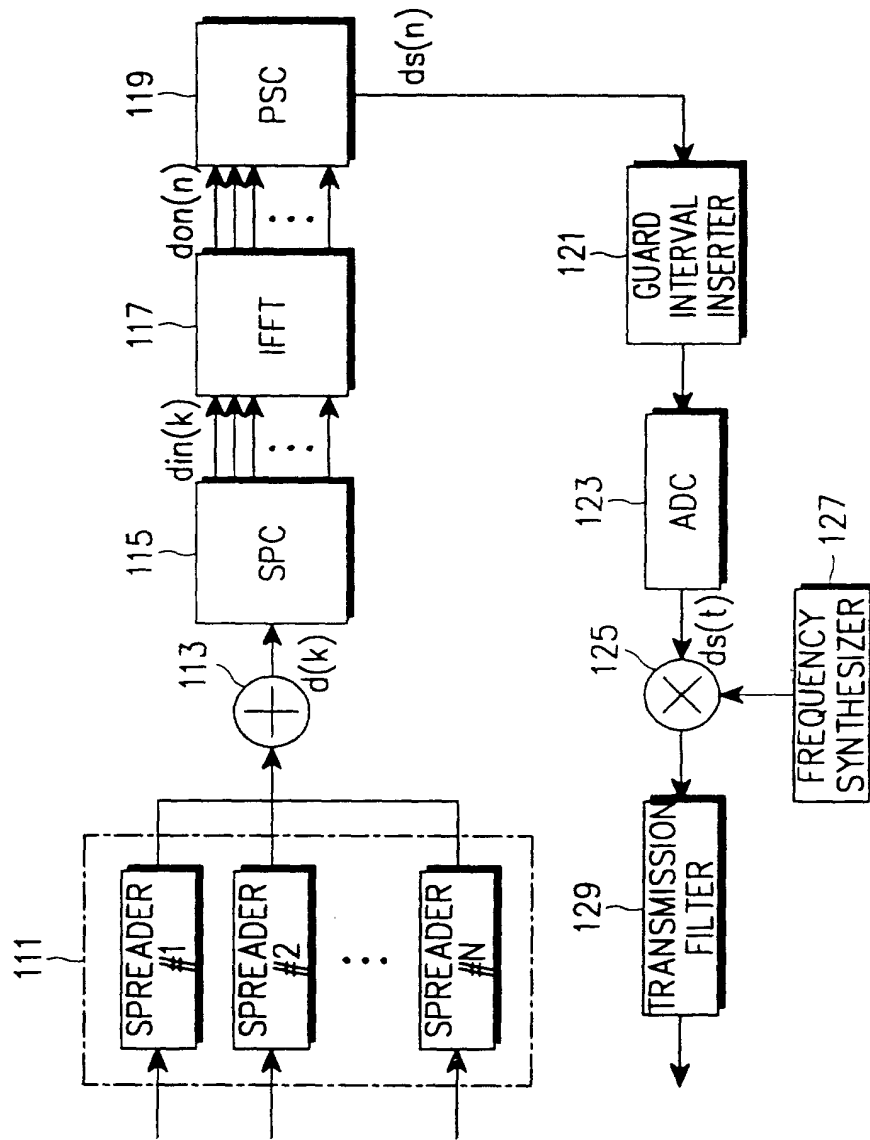 111
SPREADER
#1
SPREADER
#2
SPREADER
#N
113
d(k)
115
SPC
din(k)
117
IFFT
don(n)
119
PSC
ds(n)
121
GUARD
INTERVAL
INSERTER
123
ADC
ds(t)
125
127
FREQUENCY
SYNTHESIZER
129
TRANSMISSION
FILTER